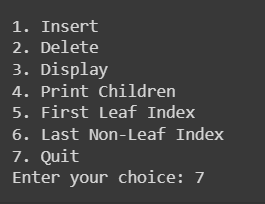 1. Insert
2. Delete
3. Display
4. Print Children
5. First Leaf Index
6. Last Non-Leaf Index
7. Quit
Enter your choice: 7